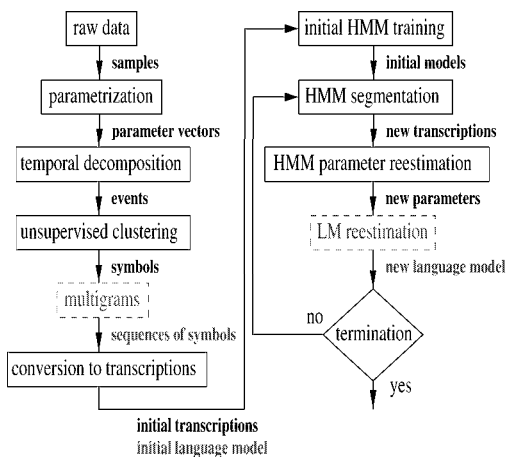 raw data
samples
parametrization
parameter vectors
temporal decomposition
events
unsupervised clustering
symbols
multigrams
sequences of symbols
conversion to transcriptions
initial transcriptions
initial language model
initial HMM training
initial models
HMM segmentation
new transcriptions
HMM parameter reestimation
new parameters
LM reestimation
new language model
no
termination
yes